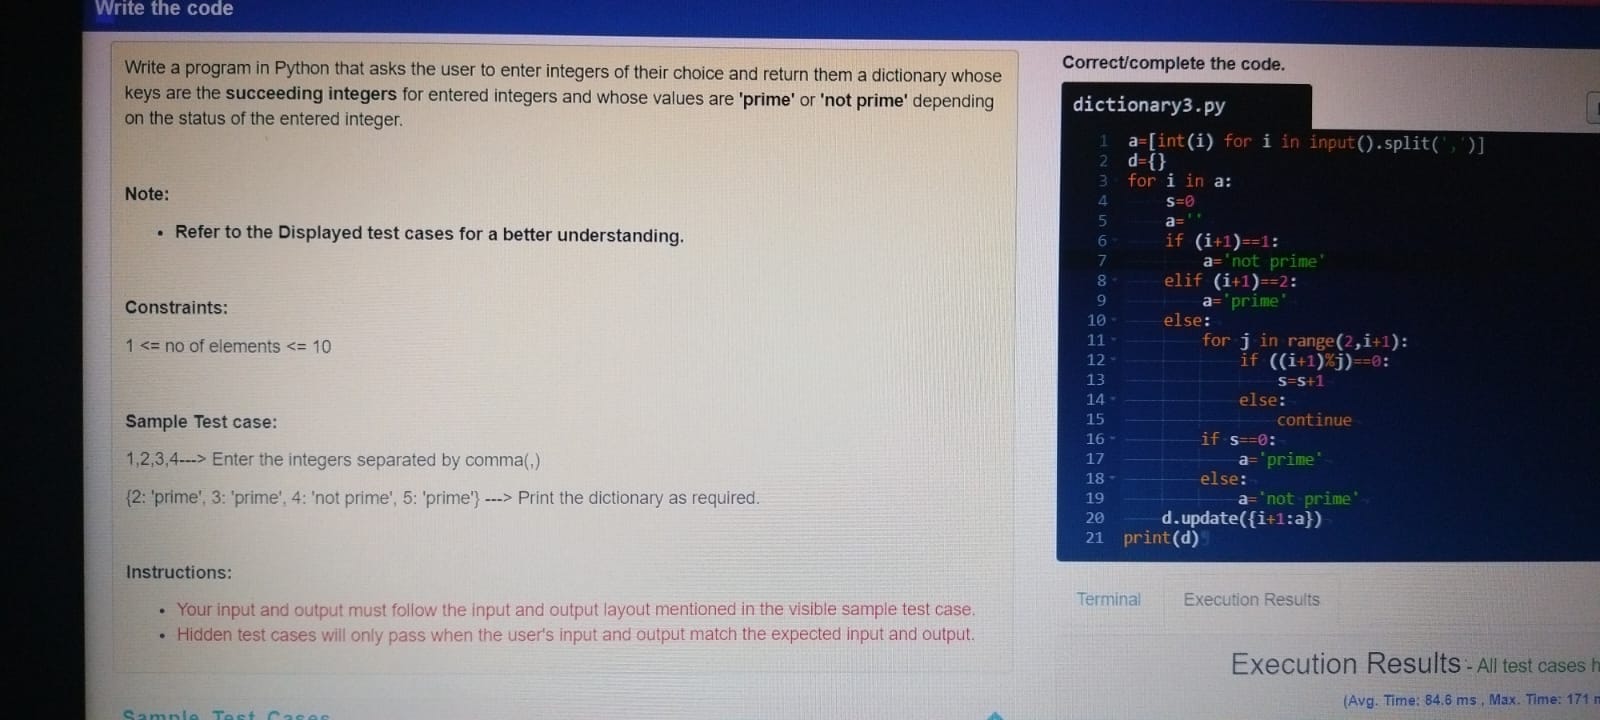 Write the code
Write a program in Python that asks the user to enter integers of their choice and return them a dictionary whose
keys are the succeeding integers for entered integers and whose values are 'prime' or 'not prime' depending
on the status of the entered integer.
Note:
• Refer to the Displayed test cases for a better understanding.
Constraints:
1 <= no of elements <= 10
Sample Test case:
1,2,3,4---> Enter the integers separated by comma(,)
{2: 'prime', 3: 'prime', 4: 'not prime', 5: 'prime'} ---> Print the dictionary as required.
Instructions:
• Your input and output must follow the input and output layout mentioned in the visible sample test case.
• Hidden test cases will only pass when the user's input and output match the expected input and output.
Sample Test Cases
Correct/complete the code.
dictionary3.py
1 a=[int(i) for i in input().split(',')]
2 d={}
3 for i in a:
4 s=0
5 a=''
6 if (i+1)==1:
7 a='not prime'
8 elif (i+1)==2:
9 a='prime'
10 else:
11 for j in range(2,i+1):
12 if ((i+1)%j)==0:
13 s=s+1
14 else:
15 continue
16 if s==0:
17 a='prime'
18 else:
19 a='not prime'
20 d.update({i+1:a})
21 print(d)
Terminal Execution Results
Execution Results - All test cases
(Avg. Time: 84.6 ms , Max. Time: 171